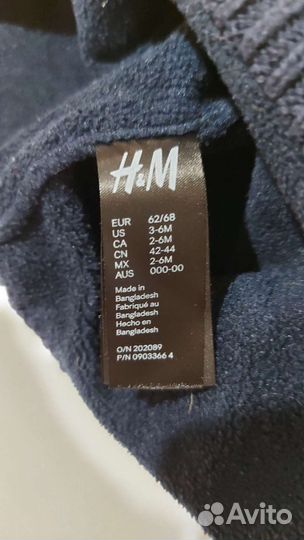 H&M
EUR 62/68
US 3-6M
CA 2-6M
CN 42-44
MX 2-6M
AUS 000-00
Made in
Bangladesh
Fabriqué au
Bangladesh
Hecho en
Bangladesh
O/N 202089
P/N 0903366 4
Avito